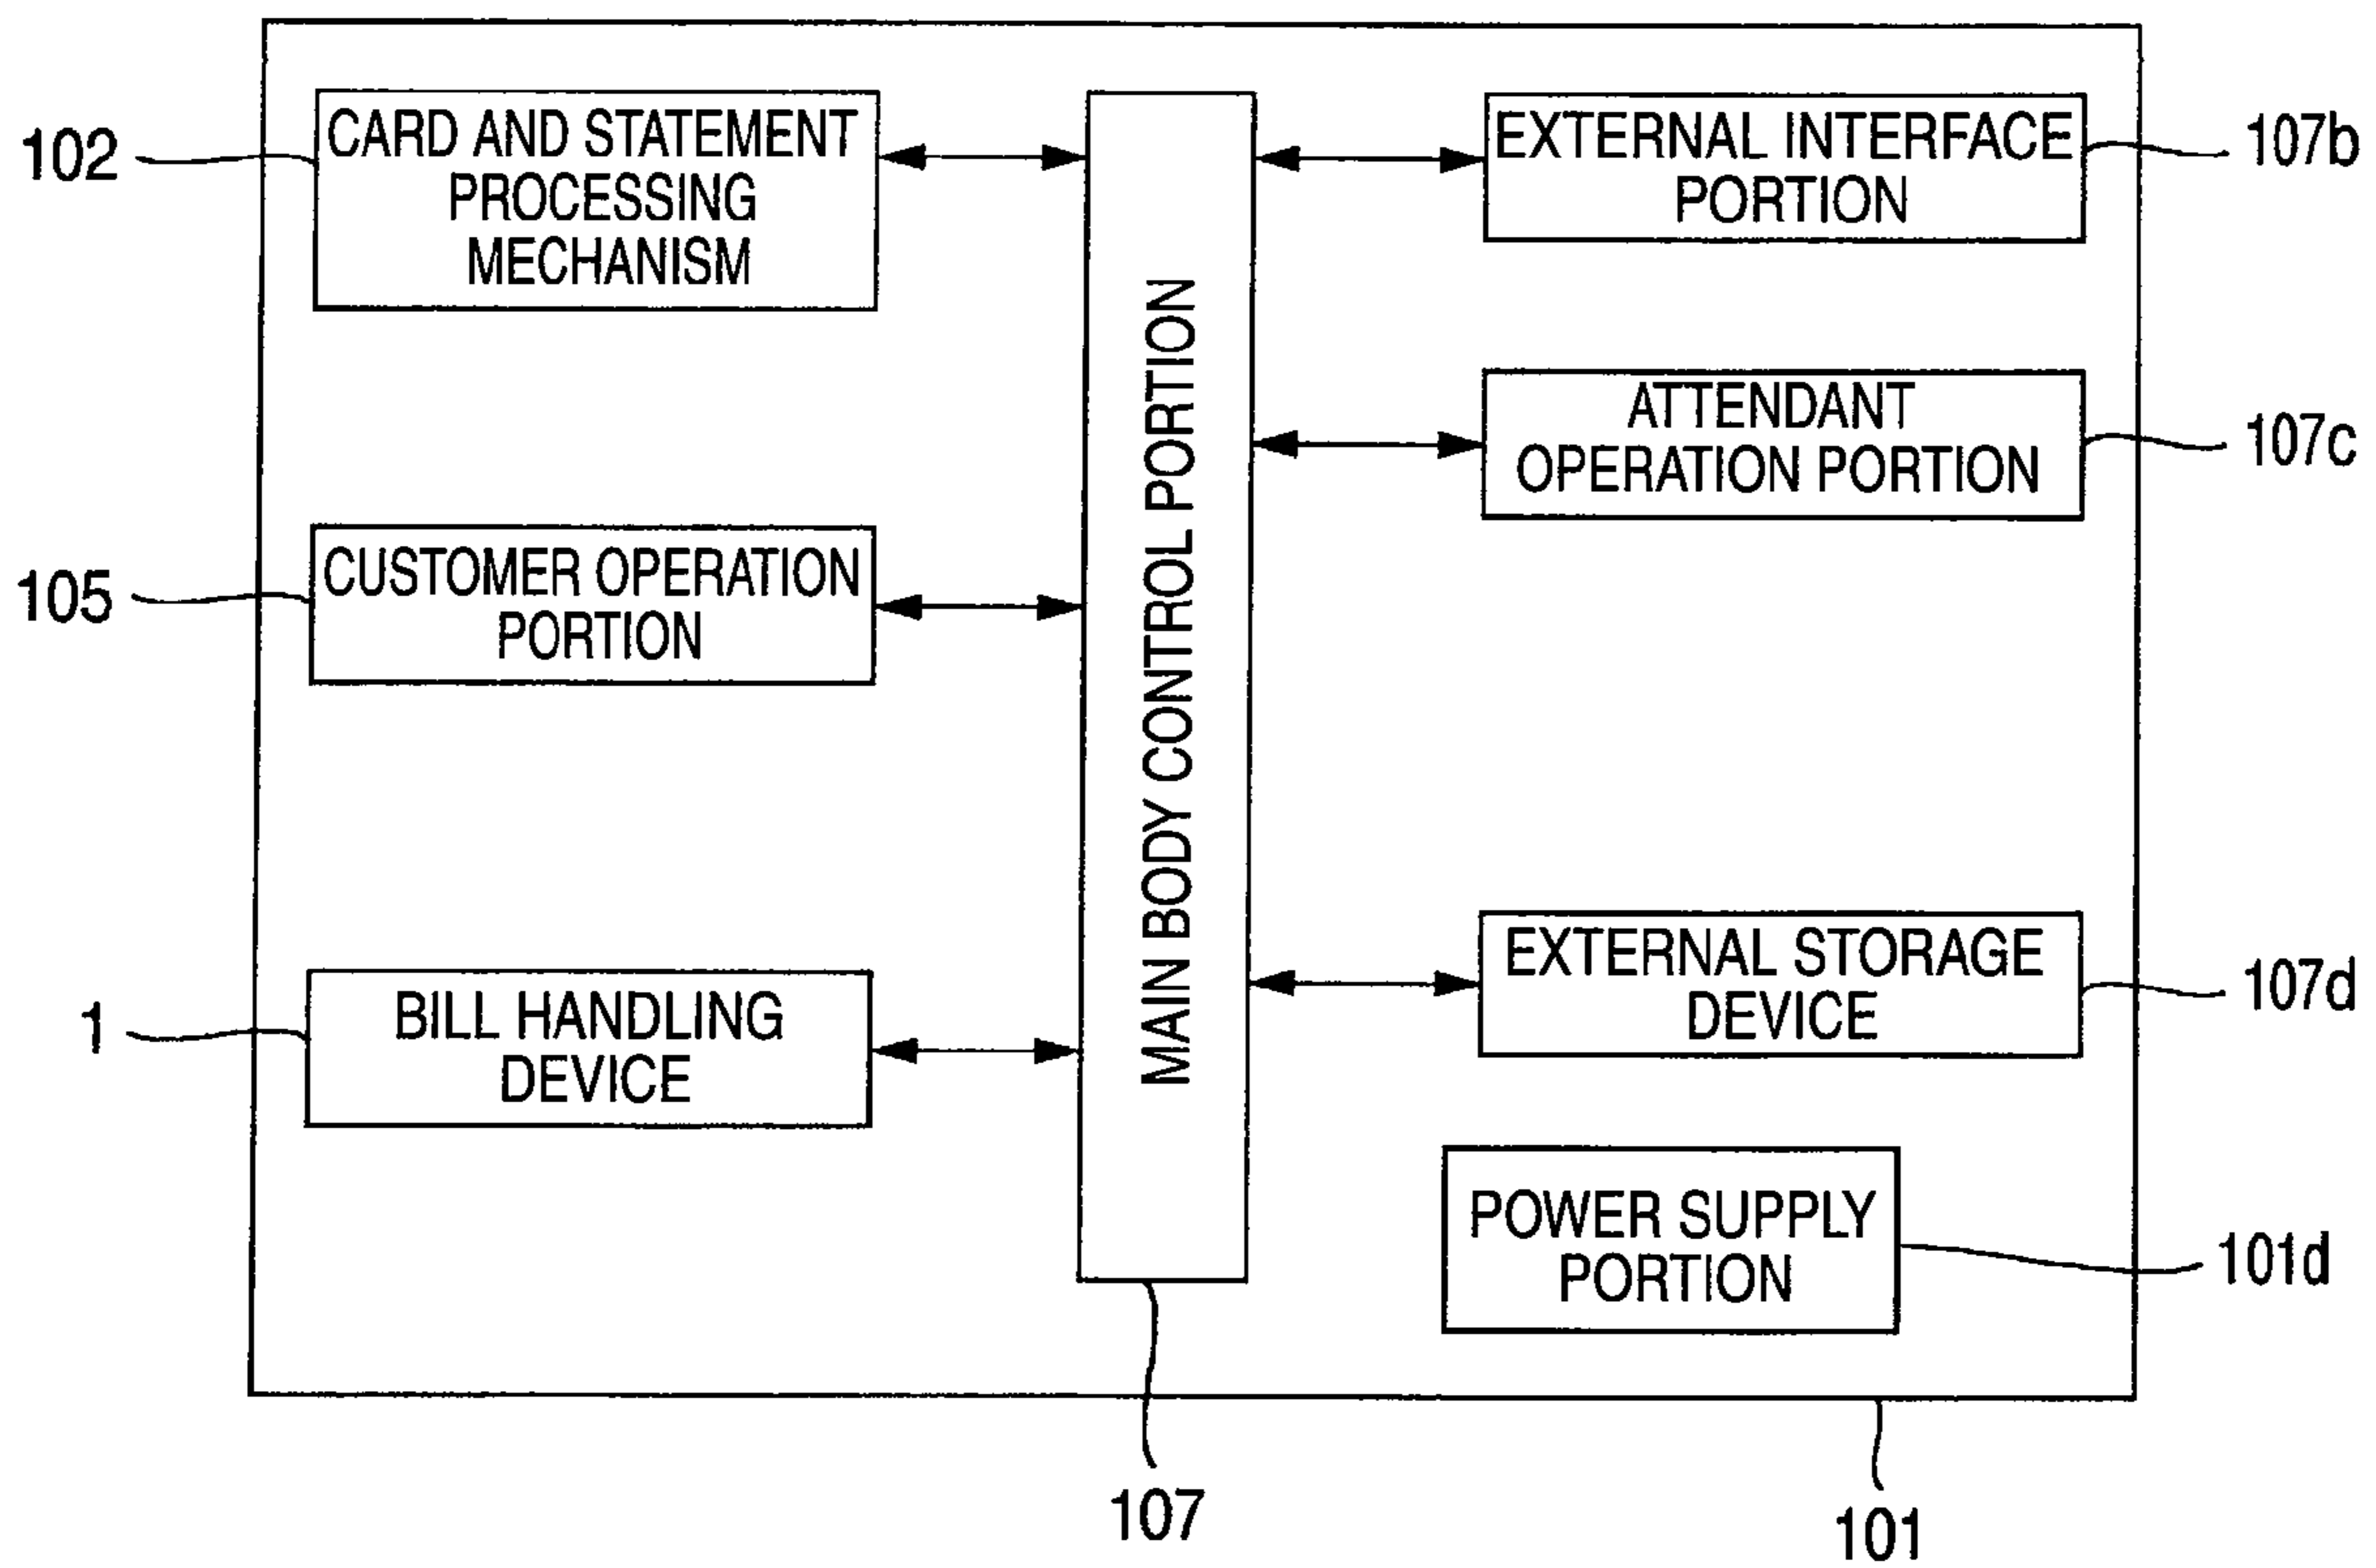 102
CARD AND STATEMENT
PROCESSING
MECHANISM
105
CUSTOMER OPERATION
PORTION
1
BILL HANDLING
DEVICE
MAIN BODY CONTROL PORTION
107
EXTERNAL INTERFACE
PORTION
107b
ATTENDANT
OPERATION PORTION
107c
EXTERNAL STORAGE
DEVICE
107d
POWER SUPPLY
PORTION
101d
101